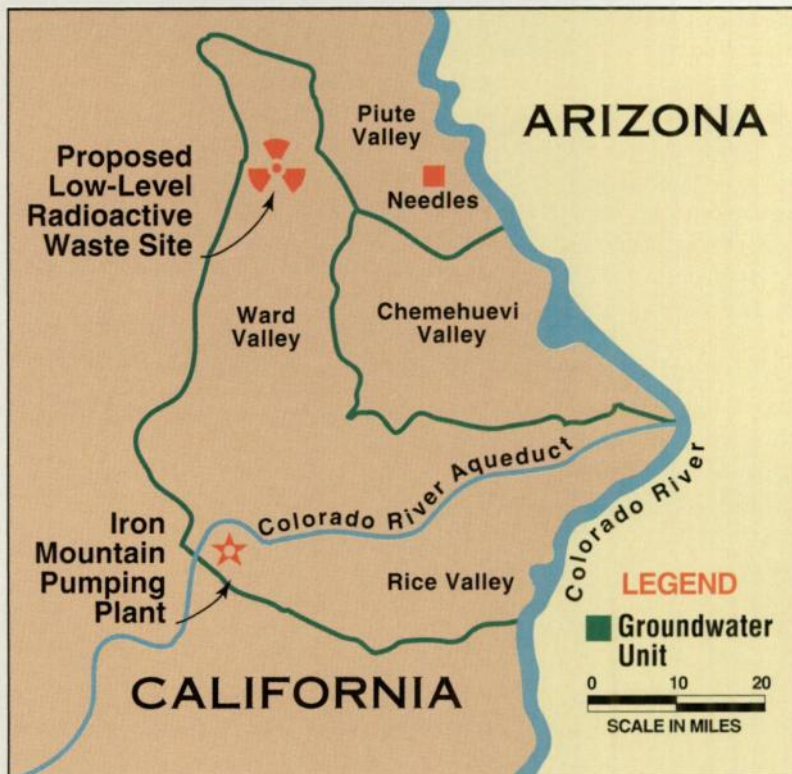 ARIZONA
Piute
Valley
Needles
Proposed
Low-Level
Radioactive
Waste Site
Ward
Valley
Chemehuevi
Valley
Colorado River Aqueduct
Colorado River
Iron
Mountain
Pumping
Plant
Rice Valley
CALIFORNIA
LEGEND
Groundwater
Unit
0 10 20
SCALE IN MILES